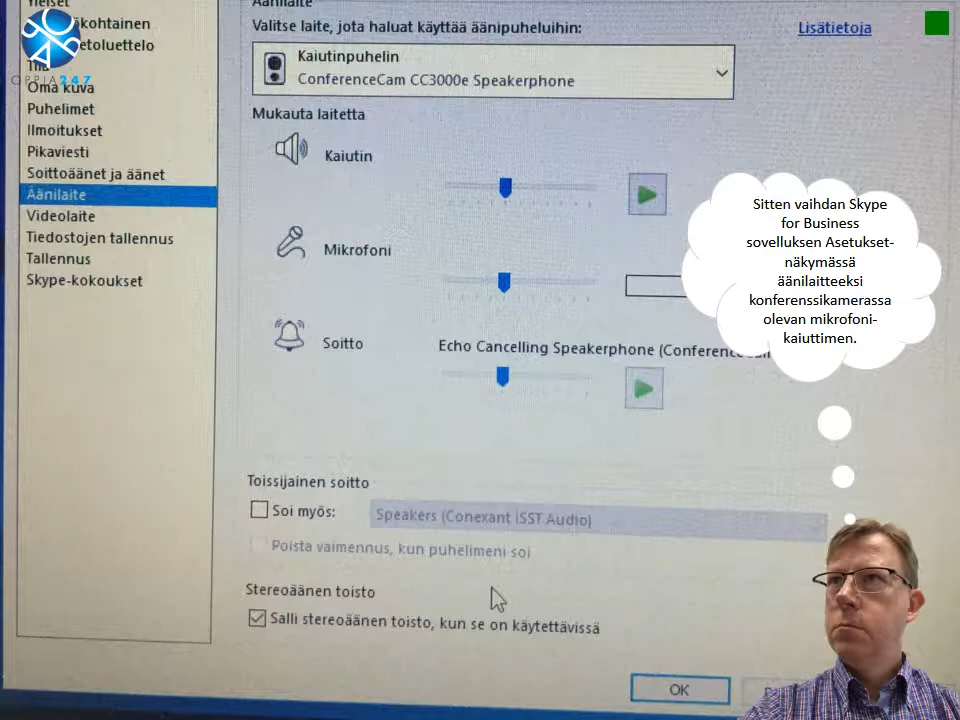 Yleiset
Äänilaite
Valitse laite, jota haluat käyttää äänipuheluihin:
Lisätietoja
Kaiutinpuhelin
ConferenceCam CC3000e Speakerphone
Mukauta laitetta
Kaiutin
Mikrofoni
Soitto
Echo Cancelling Speakerphone (Conference
Toissijainen soitto
Soi myös:
Speakers (Conexant iSST Audio)
Poista vaimennus, kun puhelimeni soi
Stereoäänen toisto
Salli stereoäänen toisto, kun se on käytettävissä
OK
OPPIA247
Oma kuva
Puhelimet
Ilmoitukset
Pikaviesti
Soittoäänet ja äänet
Äänilaite
Videolaite
Tiedostojen tallennus
Tallennus
Skype-kokoukset
Sitten vaihdan Skype
for Business
sovelluksen Asetukset-
näkymässä
äänilaitteeksi
konferenssikamerassa
olevan mikrofoni-
kaiuttimen.